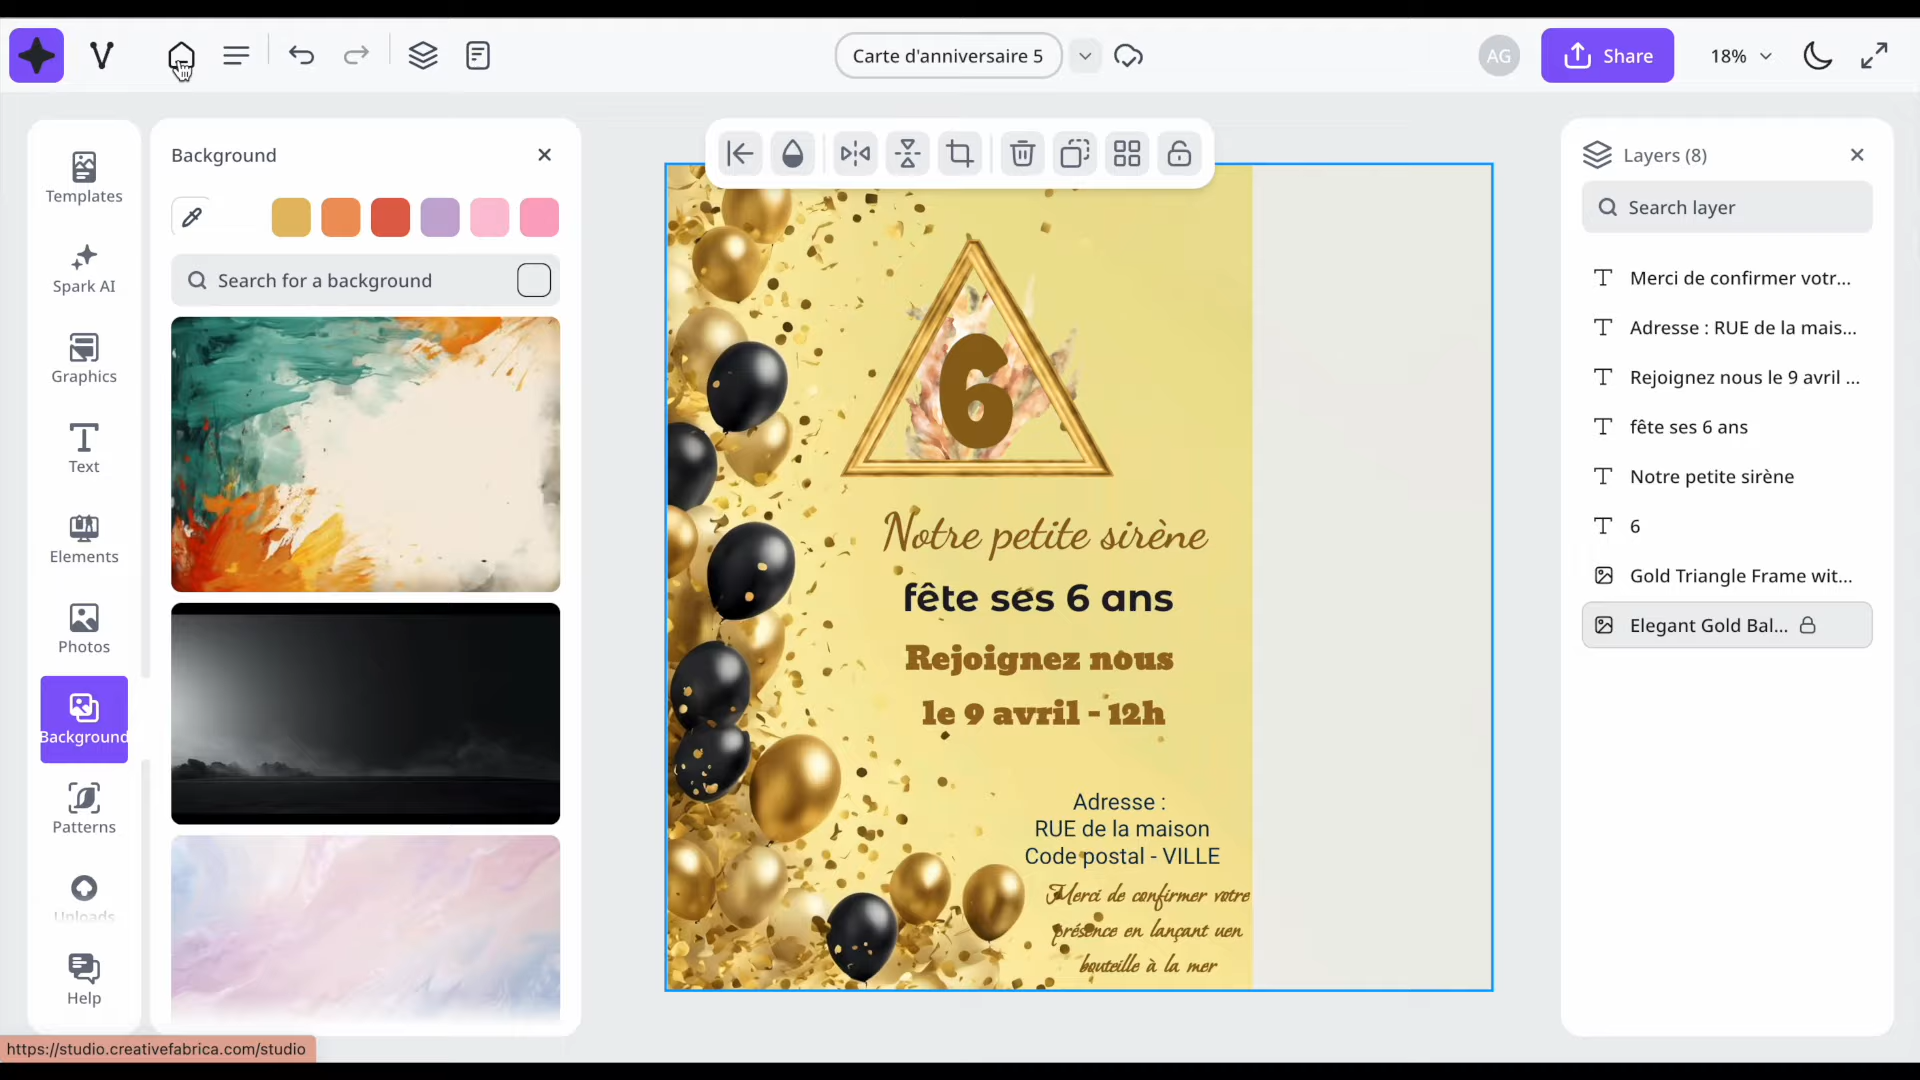 V
Carte d'anniversaire 5
AG
Share
18%
Templates
Spark AI
Graphics
Text
Elements
Photos
Background
Patterns
Uploads
Help
Background
Search for a background
6
Notre petite sirène
fête ses 6 ans
Rejoignez nous
le 9 avril - 12h
Adresse :
RUE de la maison
Code postal - VILLE
Merci de confirmer votre
présence en lançant uen
bouteille à la mer
Layers (8)
Search layer
Merci de confirmer votr...
Adresse : RUE de la mais...
Rejoignez nous le 9 avril ...
fête ses 6 ans
Notre petite sirène
6
Gold Triangle Frame wit...
Elegant Gold Bal...
https://studio.creativefabrica.com/studio